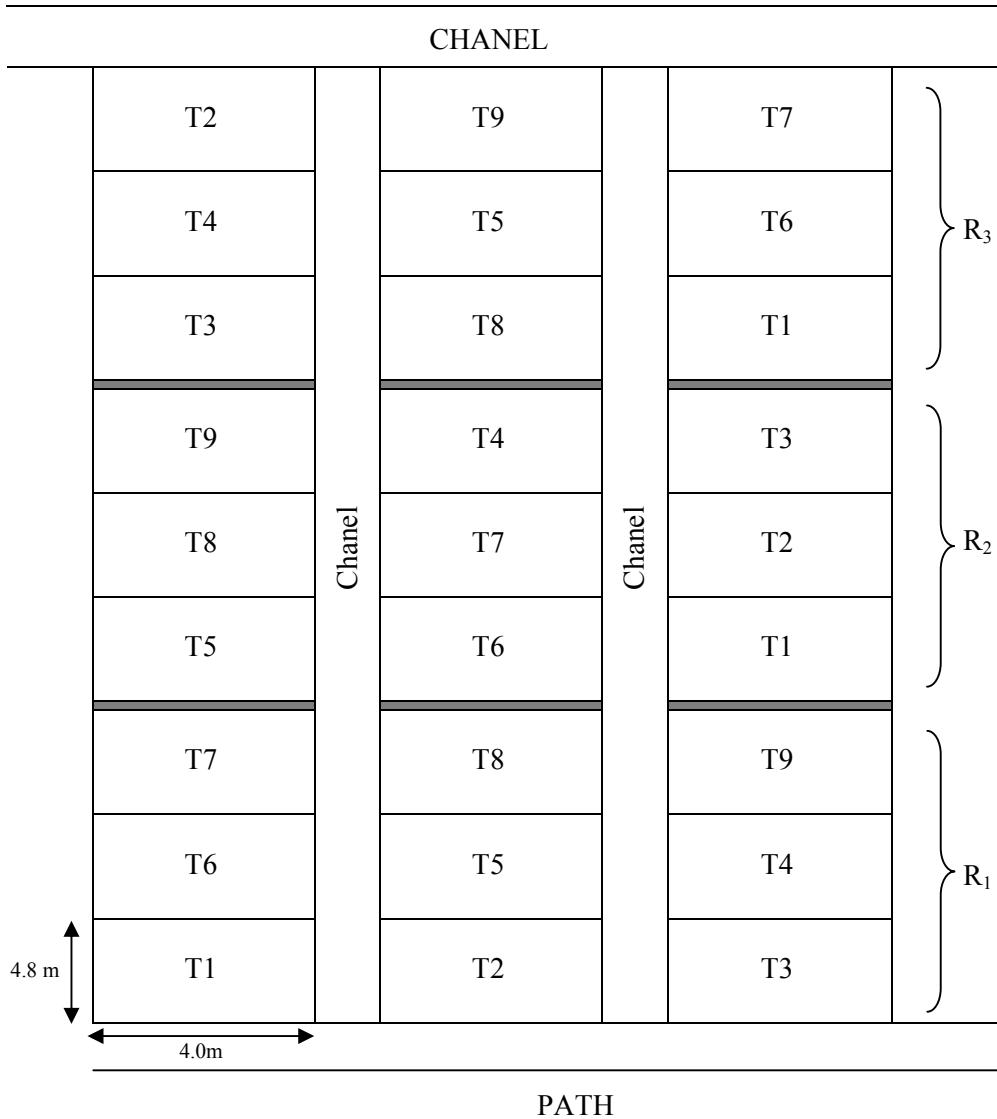 CHANEL
T2 T9 T7
T4 T5 T6
R₃
T3 T8 T1
T9 T4 T3
Chanel
Chanel
T8 T7 T2
R₂
T5 T6 T1
T7 T8 T9
T6 T5 T4
R₁
4.8 m
T1 T2 T3
4.0m
PATH